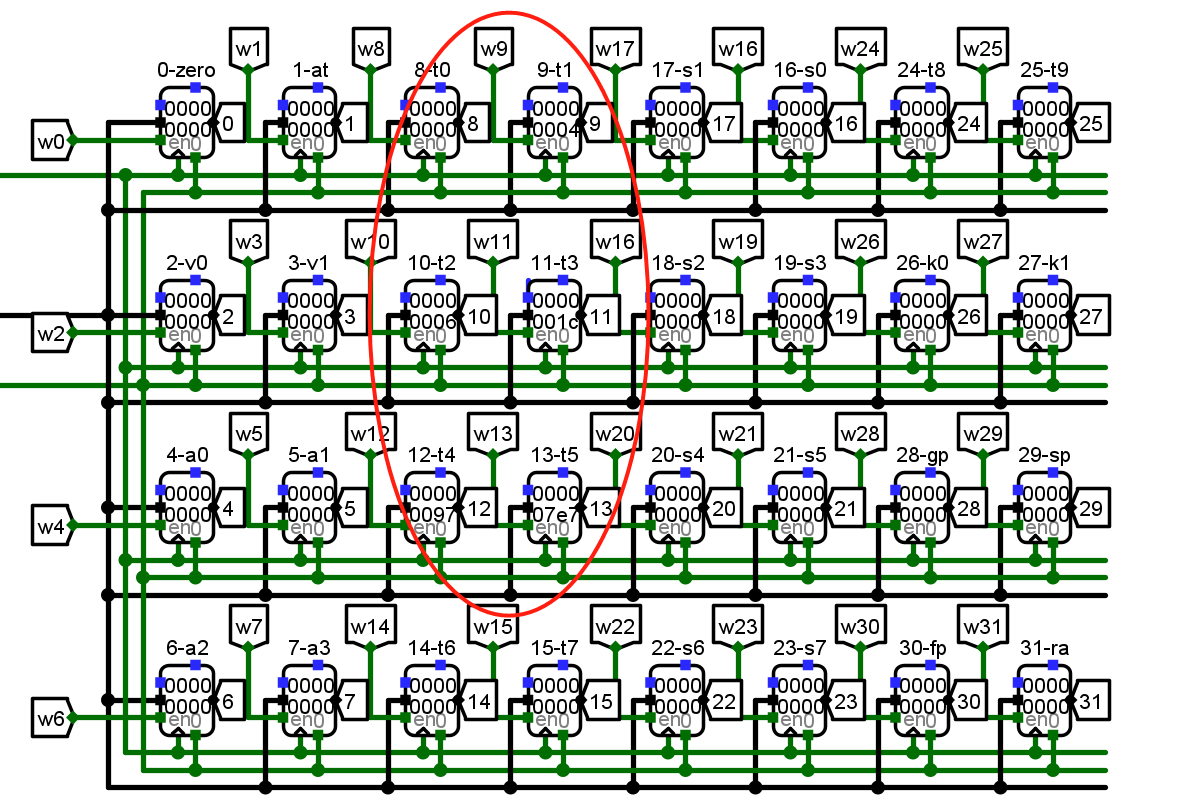 w1 w8 w9 w17 w16 w24 w25
0-zero 1-at 8-t0 9-t1 17-s1 16-s0 24-t8 25-t9
0000 0000 0000 0000 0000 0000 0000 0000
w0 0000 0 0000 1 0000 8 0004 9 0000 17 0000 16 0000 24 0000 25
en0 en0 en0 en0 en0 en0 en0 en0
w3 w10 w11 w16 w19 w26 w27
2-v0 3-v1 10-t2 11-t3 18-s2 19-s3 26-k0 27-k1
0000 0000 0000 0000 0000 0000 0000 0000
w2 0000 2 0000 3 0006 10 001c 11 0000 18 0000 19 0000 26 0000 27
en0 en0 en0 en0 en0 en0 en0 en0
w5 w12 w13 w20 w21 w28 w29
4-a0 5-a1 12-t4 13-t5 20-s4 21-s5 28-gp 29-sp
0000 0000 0000 0000 0000 0000 0000 0000
w4 0000 4 0000 5 0097 12 07e7 13 0000 20 0000 21 0000 28 0000 29
en0 en0 en0 en0 en0 en0 en0 en0
w7 w14 w15 w22 w23 w30 w31
6-a2 7-a3 14-t6 15-t7 22-s6 23-s7 30-fp 31-ra
0000 0000 0000 0000 0000 0000 0000 0000
w6 0000 6 0000 7 0000 14 0000 15 0000 22 0000 23 0000 30 0000 31
en0 en0 en0 en0 en0 en0 en0 en0